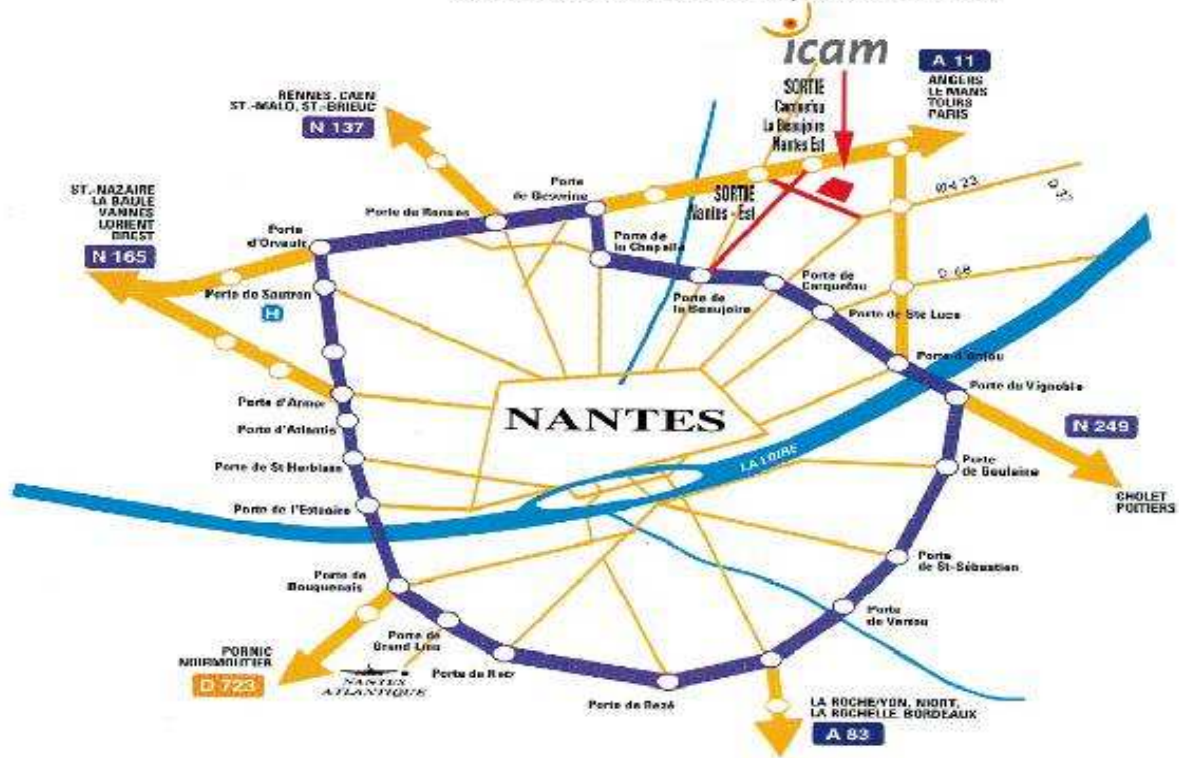 icam
SORTIE
Carquefou
La Beaujoire
Nantes Est
A 11
ANGERS
LE MANS
TOURS
PARIS
RENNES, CAEN
ST.-MALO, ST.-BRIEUC
N 137
ST.-NAZAIRE
LA BAULE
VANNES
LORIENT
BREST
N 165
Porte
de Gesvrine
Porte de Rennes
SORTIE
Nantes - Est
Porte
d'Orvault
Porte de
la Chapelle
D 68
Porte de Sautron
H
Porte de
Carquefou
Porte de
la Beaujoire
Porte de Ste Luce
Porte d'Anjou
Porte du Vignoble
Porte d'Armor
NANTES
Porte d'Atlantis
N 249
LA LOIRE
Porte de St Herblain
Porte
de Goulaine
CHOLET
POITIERS
Porte de l'Estuaire
Porte
de St-Sébastien
Porte de
Bouguenais
Porte
de Vertou
Porte de
Grand Lieu
PORNIC
NOIRMOUTIER
D 723
NANTES
ATLANTIQUE
Porte de Retz
Porte de Rezé
LA ROCHE/YON, NIORT,
LA ROCHELLE, BORDEAUX
A 83